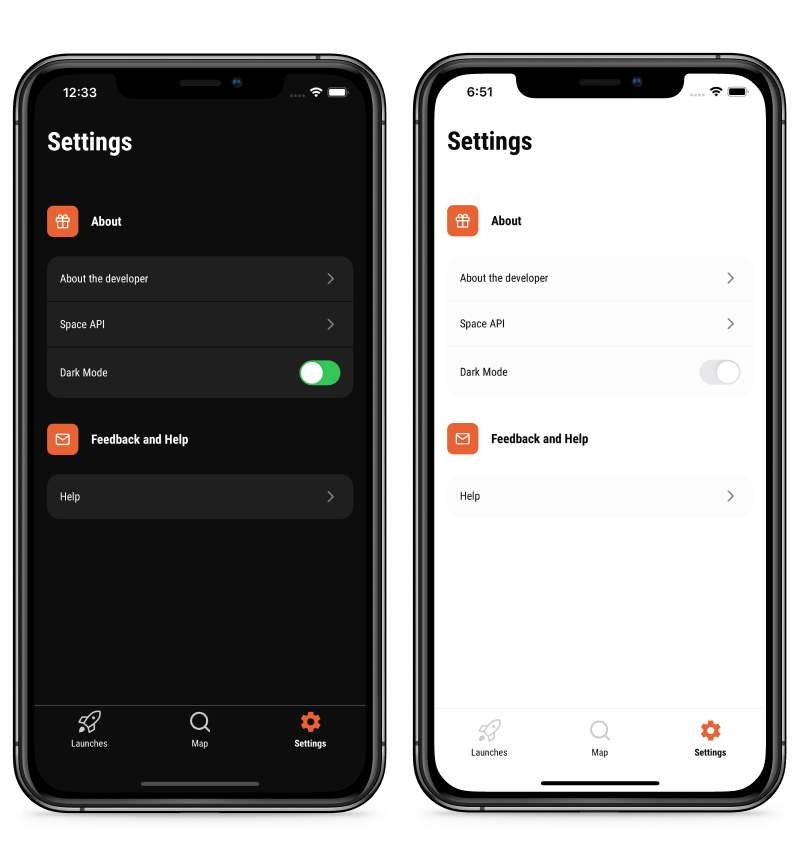 12:33
Settings
About
About the developer
Space API
Dark Mode
Feedback and Help
Help
Launches
Map
Settings
6:51
Settings
About
About the developer
Space API
Dark Mode
Feedback and Help
Help
Launches
Map
Settings